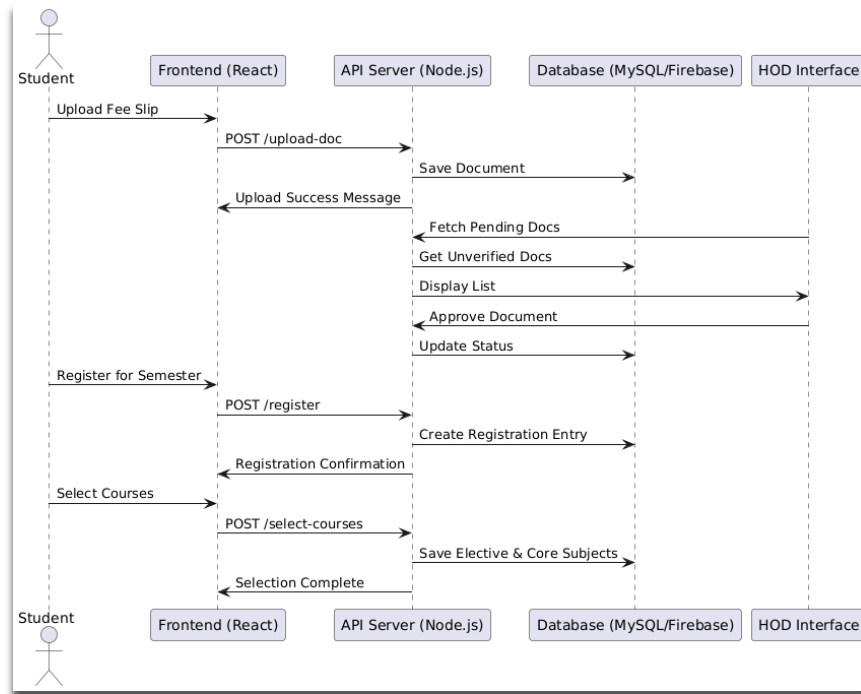 Student
Frontend (React)
API Server (Node.js)
Database (MySQL/Firebase)
HOD Interface
Upload Fee Slip
POST /upload-doc
Save Document
Upload Success Message
Fetch Pending Docs
Get Unverified Docs
Display List
Approve Document
Update Status
Register for Semester
POST /register
Create Registration Entry
Registration Confirmation
Select Courses
POST /select-courses
Save Elective & Core Subjects
Selection Complete
Student
Frontend (React)
API Server (Node.js)
Database (MySQL/Firebase)
HOD Interface